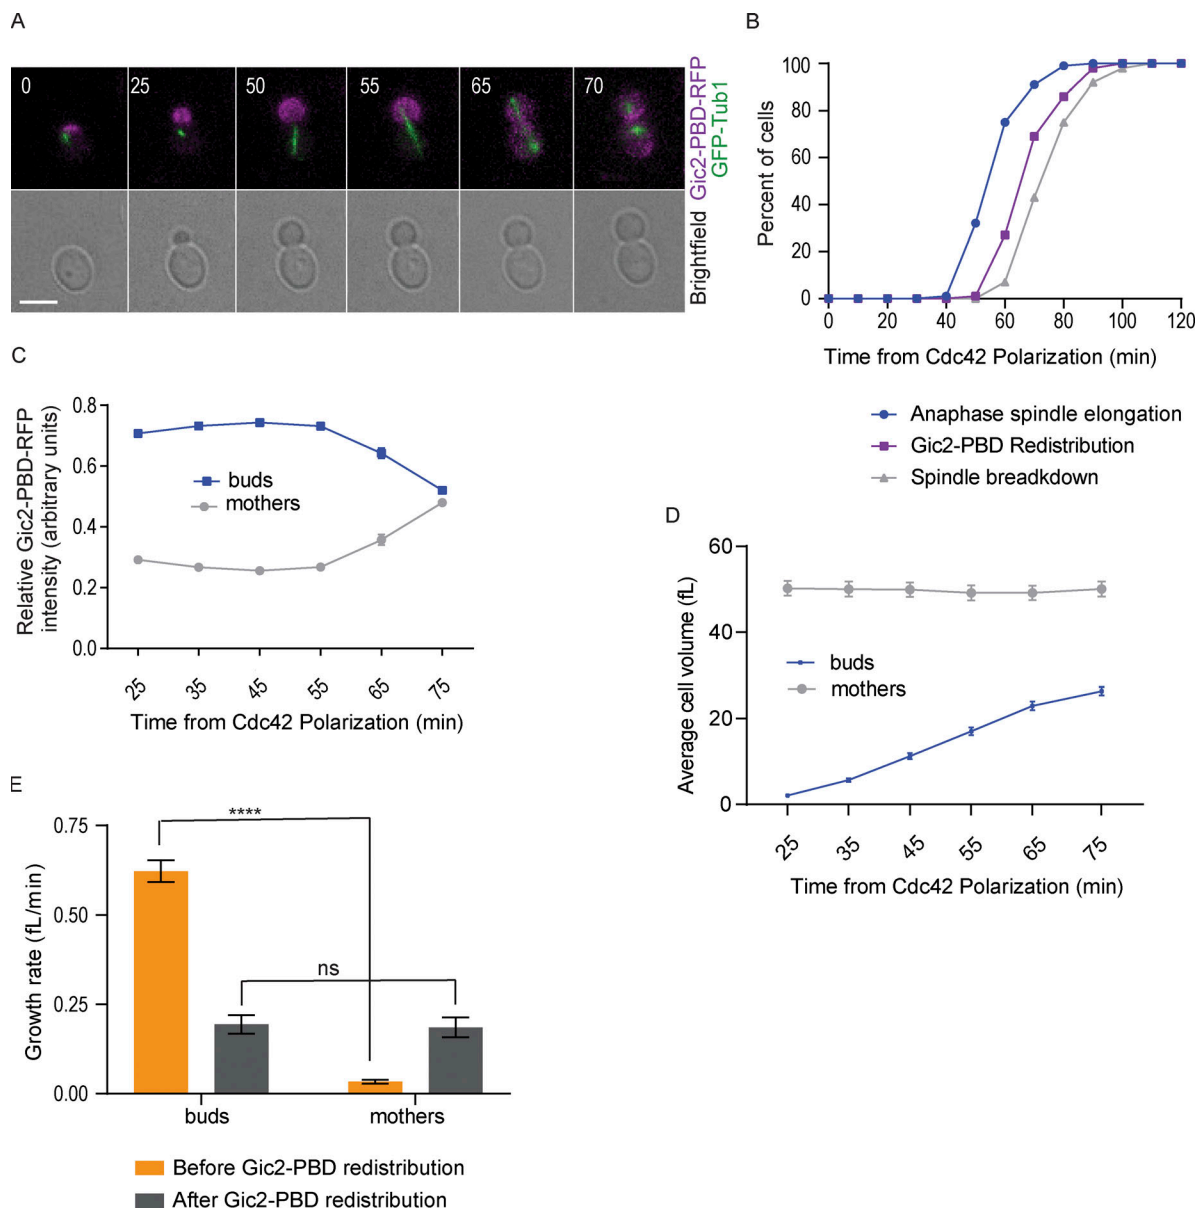 A
0
25
50
55
65
70
Gic2-PBD-RFP
GFP-Tub1
Brightfield
B
Percent of cells
100
80
60
40
20
0
0 20 40 60 80 100 120
Time from Cdc42 Polarization (min)
Anaphase spindle elongation
Gic2-PBD Redistribution
Spindle breadkdown
C
Relative Gic2-PBD-RFP
intensity (arbitrary units)
0.8
0.6
0.4
0.2
0.0
buds
mothers
25 35 45 55 65 75
Time from Cdc42 Polarization (min)
D
Average cell volume (fL)
60
40
20
0
buds
mothers
25 35 45 55 65 75
Time from Cdc42 Polarization (min)
E
Growth rate (fL/min)
0.75
0.50
0.25
0.00
****
ns
buds mothers
Before Gic2-PBD redistribution
After Gic2-PBD redistribution